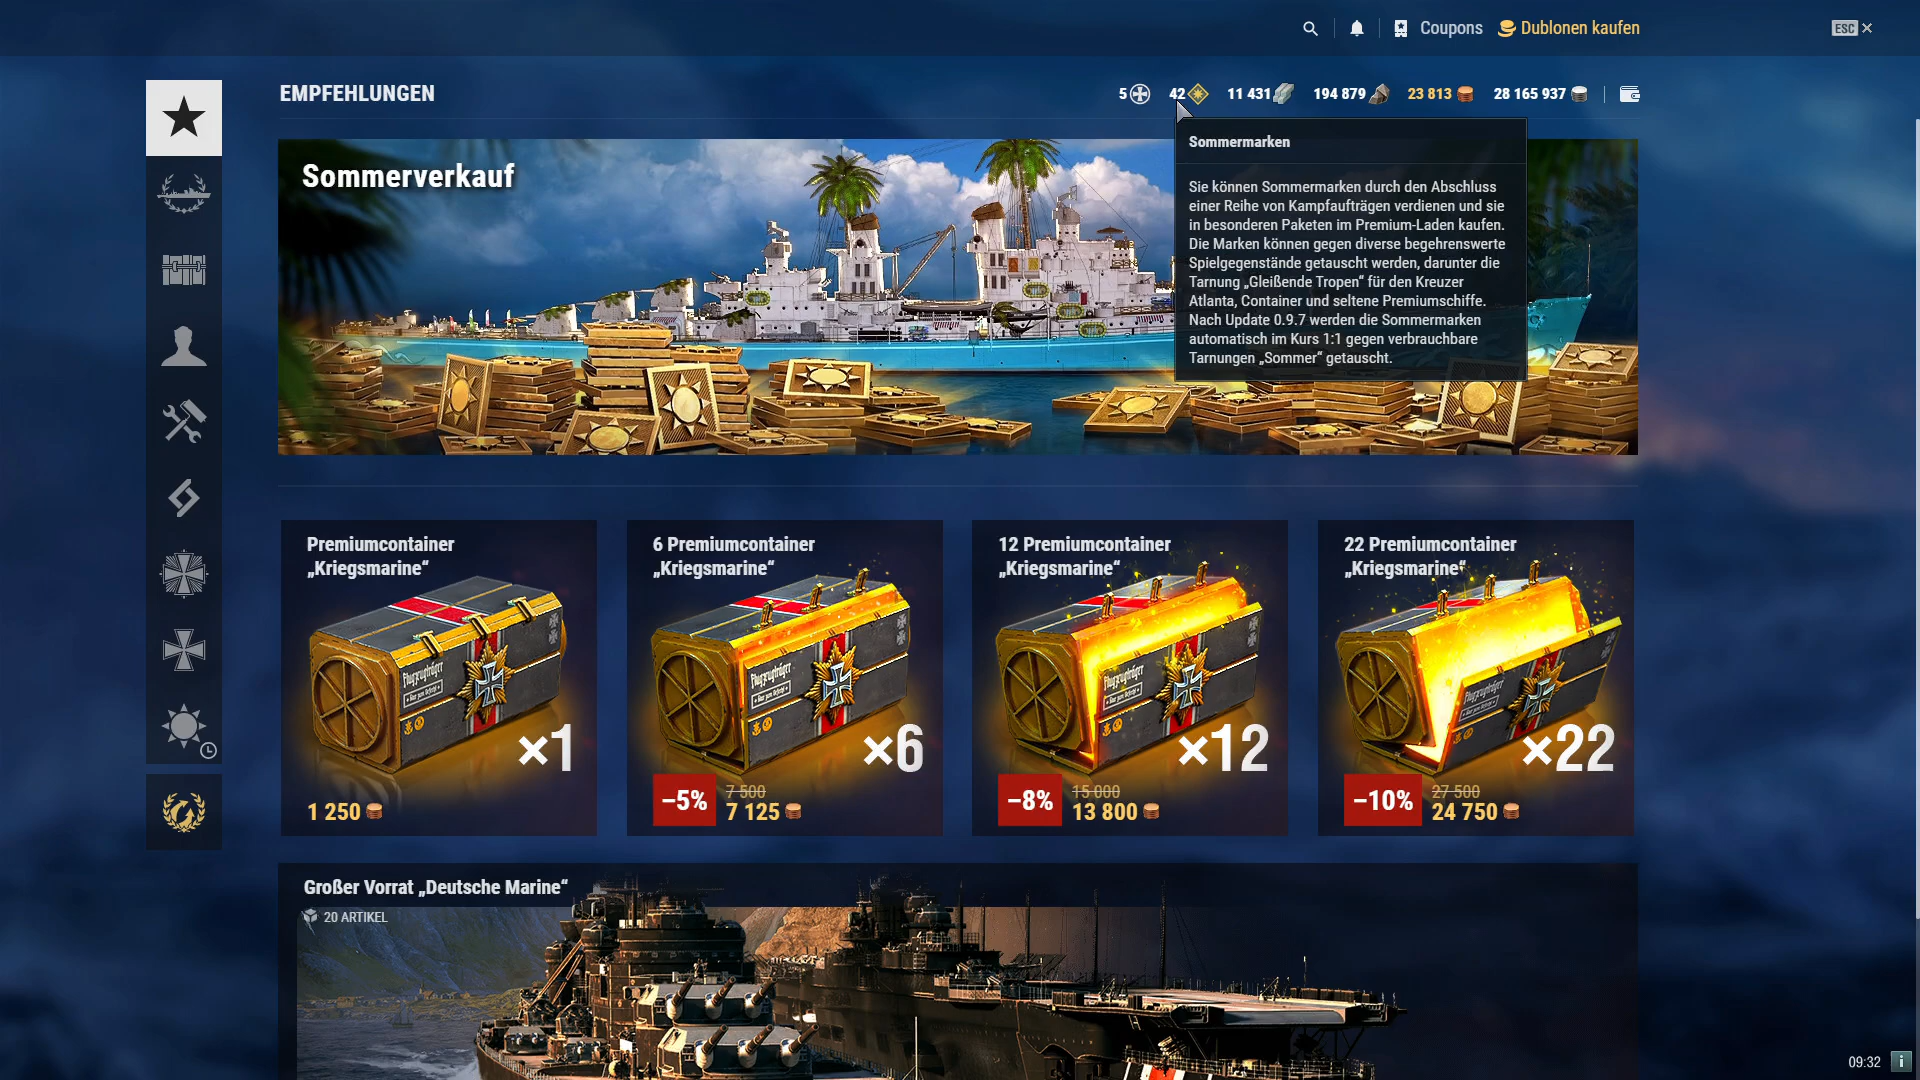 Coupons
Dublonen kaufen
ESC
EMPFEHLUNGEN
5
42
11 431
194 879
23 813
28 165 937
Sommerverkauf
Sommermarken
Sie können Sommermarken durch den Abschluss
einer Reihe von Kampfaufträgen verdienen und sie
in besonderen Paketen im Premium-Laden kaufen.
Die Marken können gegen diverse begehrenswerte
Spielgegenstände getauscht werden, darunter die
Tarnung „Gleißende Tropen“ für den Kreuzer
Atlanta, Container und seltene Premiumschiffe.
Nach Update 0.9.7 werden die Sommermarken
automatisch im Kurs 1:1 gegen verbrauchbare
Tarnungen „Sommer“ getauscht.
Premiumcontainer
„Kriegsmarine“
Flugzeugträger
×1
1 250
6 Premiumcontainer
„Kriegsmarine“
Flugzeugträger
×6
–5%
7 500
7 125
12 Premiumcontainer
„Kriegsmarine“
Flugzeugträger
×12
–8%
15 000
13 800
22 Premiumcontainer
„Kriegsmarine“
Flugzeugträger
×22
–10%
27 500
24 750
Großer Vorrat „Deutsche Marine“
20 ARTIKEL
09:32